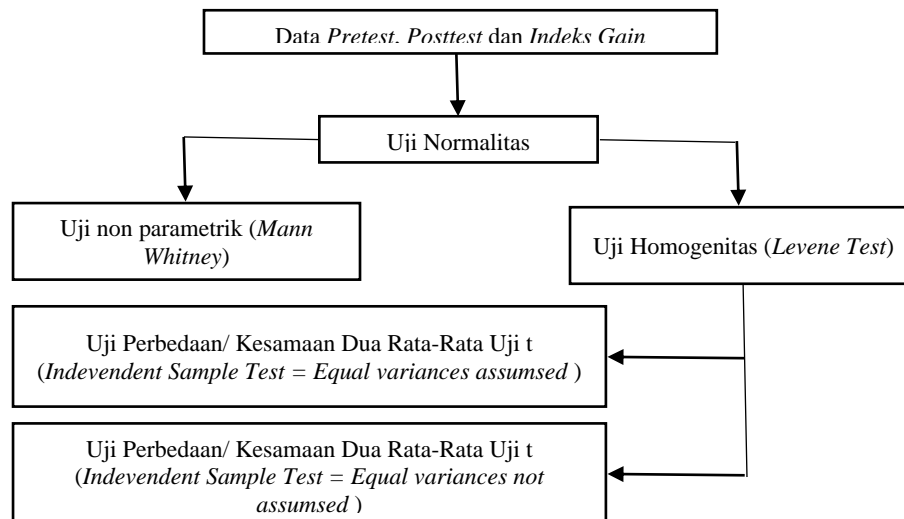 Data Pretest, Posttest dan Indeks Gain
Uji Normalitas
Uji non parametrik (Mann
Whitney)
Uji Homogenitas (Levene Test)
Uji Perbedaan/ Kesamaan Dua Rata-Rata Uji t
(Indevendent Sample Test = Equal variances assumsed )
Uji Perbedaan/ Kesamaan Dua Rata-Rata Uji t
(Indevendent Sample Test = Equal variances not
assumsed )